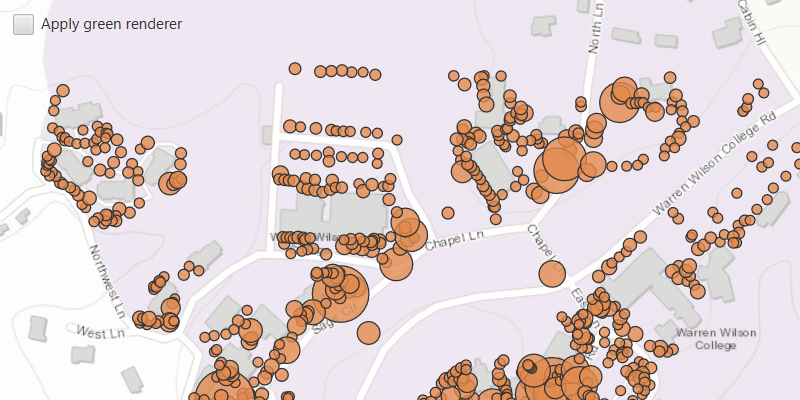 Apply green renderer
North Ln
Cabin Hl
Warren Wilson College Rd
Chapel Ln
Chapel
Northwest Ln
West Ln
Warren Wilson
College